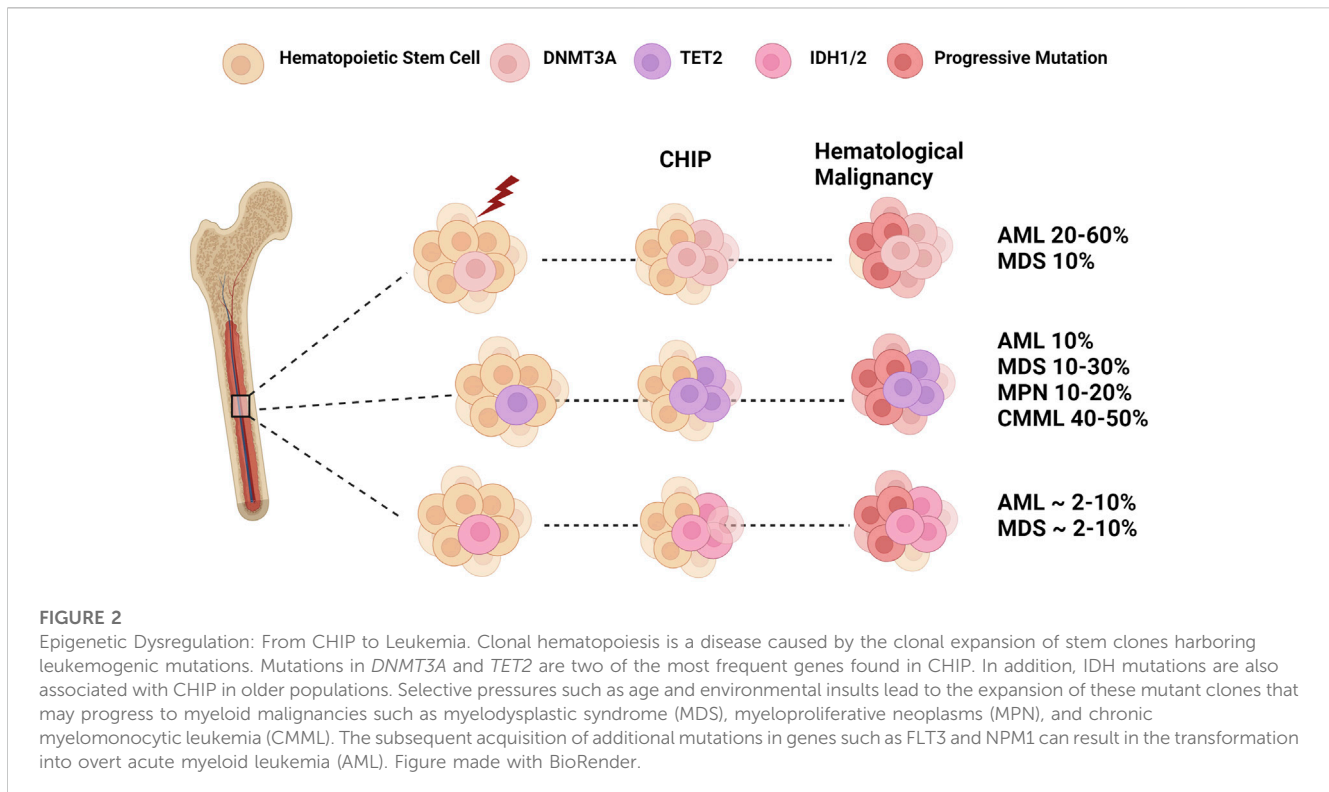 Hematopoietic Stem Cell DNMT3A TET2 IDH1/2 Progressive Mutation
CHIP
Hematological
Malignancy
AML 20-60%
MDS 10%
AML 10%
MDS 10-30%
MPN 10-20%
CMML 40-50%
AML ~ 2-10%
MDS ~ 2-10%
FIGURE 2
Epigenetic Dysregulation: From CHIP to Leukemia. Clonal hematopoiesis is a disease caused by the clonal expansion of stem clones harboring
leukemogenic mutations. Mutations in DNMT3A and TET2 are two of the most frequent genes found in CHIP. In addition, IDH mutations are also
associated with CHIP in older populations. Selective pressures such as age and environmental insults lead to the expansion of these mutant clones that
may progress to myeloid malignancies such as myelodysplastic syndrome (MDS), myeloproliferative neoplasms (MPN), and chronic
myelomonocytic leukemia (CMML). The subsequent acquisition of additional mutations in genes such as FLT3 and NPM1 can result in the transformation
into overt acute myeloid leukemia (AML). Figure made with BioRender.